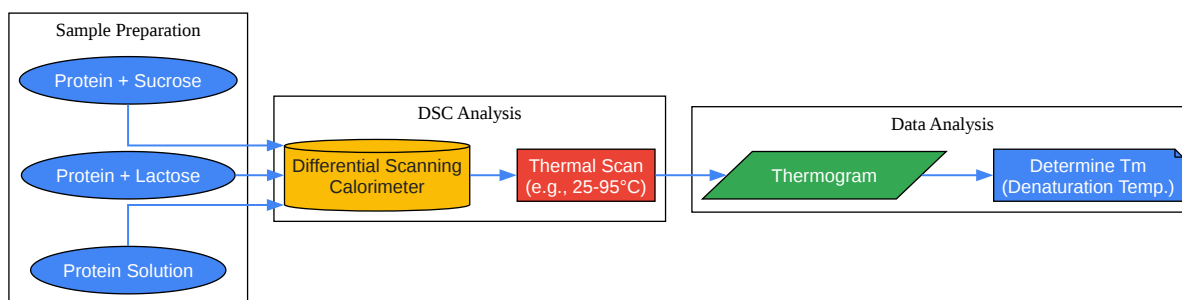 Sample Preparation
Protein + Sucrose
Protein + Lactose
Protein Solution
DSC Analysis
Differential Scanning
Calorimeter
Thermal Scan
(e.g., 25-95°C)
Data Analysis
Thermogram
Determine Tm
(Denaturation Temp.)